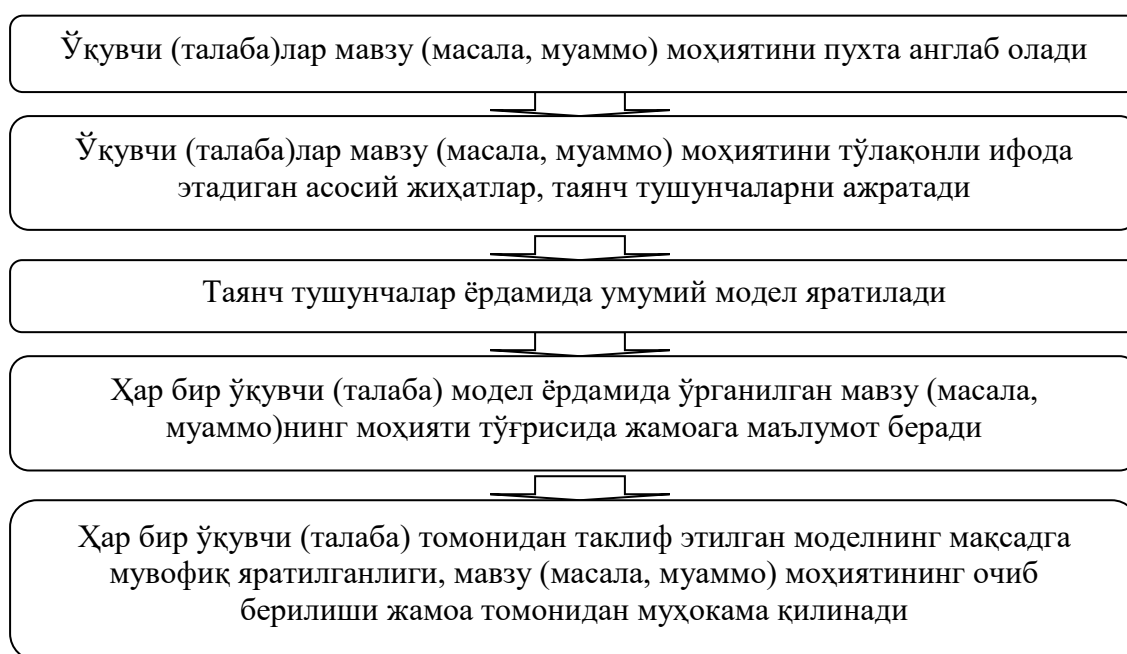 Ўқувчи (талаба)лар мавзу (масала, муаммо) моҳиятини пухта англаб олади
Ўқувчи (талаба)лар мавзу (масала, муаммо) моҳиятини тўлақонли ифода
этадиган асосий жиҳатлар, таянч тушунчаларни ажратади
Таянч тушунчалар ёрдамида умумий модел яратилади
Ҳар бир ўқувчи (талаба) модел ёрдамида ўрганилган мавзу (масала,
муаммо)нинг моҳияти тўғрисида жамоага маълумот беради
Ҳар бир ўқувчи (талаба) томонидан таклиф этилган моделнинг мақсадга
мувофиқ яратилганлиги, мавзу (масала, муаммо) моҳиятининг очиб
берилиши жамоа томонидан муҳокама қилинади